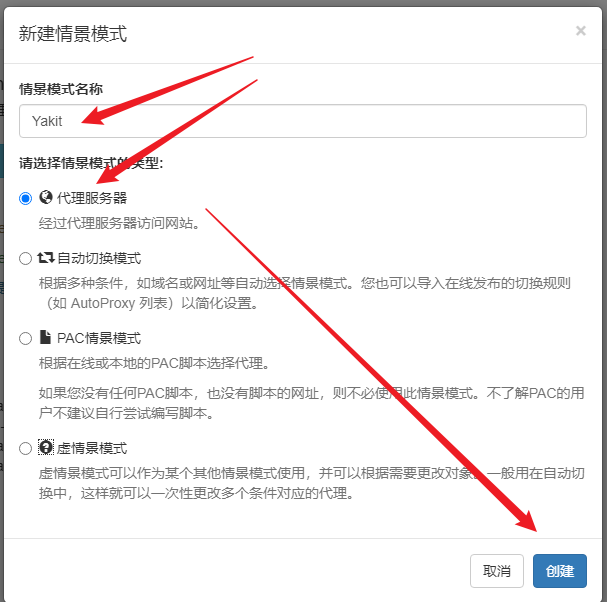 新建情景模式
×
情景模式名称
Yakit
请选择情景模式的类型:
代理服务器
经过代理服务器访问网站。
自动切换模式
根据多种条件，如域名或网址等自动选择情景模式。您也可以导入在线发布的切换规则
（如 AutoProxy 列表）以简化设置。
PAC情景模式
根据在线或本地的PAC脚本选择代理。
如果您没有任何PAC脚本，也没有脚本的网址，则不必使用此情景模式。不了解PAC的用
户不建议自行尝试编写脚本。
虚情景模式
虚情景模式可以作为某个其他情景模式使用，并可以根据需要更改对象。一般用在自动切
换中，这样就可以一次性更改多个条件对应的代理。
取消
创建